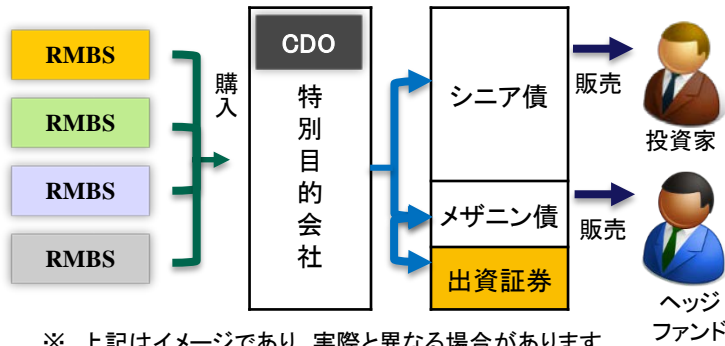 RMBS
RMBS
RMBS
RMBS
購入
CDO
特別目的会社
シニア債
メザニン債
出資証券
販売
投資家
販売
ヘッジ
ファンド
※ 上記はイメージであり、実際と異なる場合があります